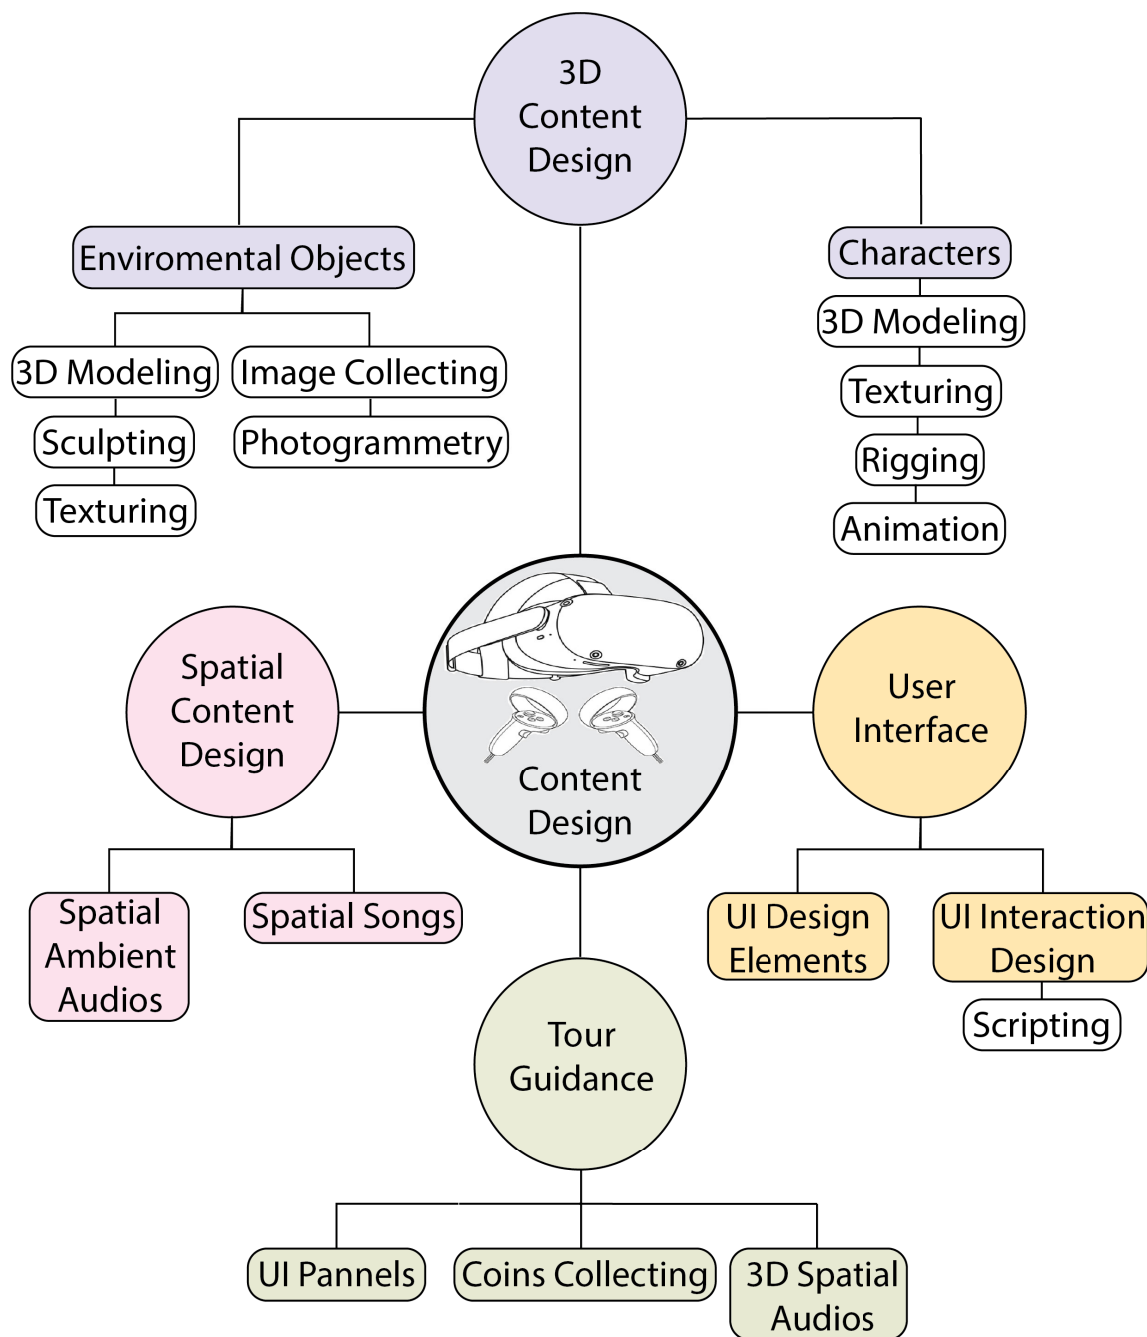 3D
Content
Design
Enviromental Objects
Characters
3D Modeling
Image Collecting
3D Modeling
Sculpting
Photogrammetry
Texturing
Texturing
Rigging
Animation
Spatial
Content
Design
Content
Design
User
Interface
Spatial
Ambient
Audios
Spatial Songs
UI Design
Elements
UI Interaction
Design
Scripting
Tour
Guidance
UI Pannels
Coins Collecting
3D Spatial
Audios